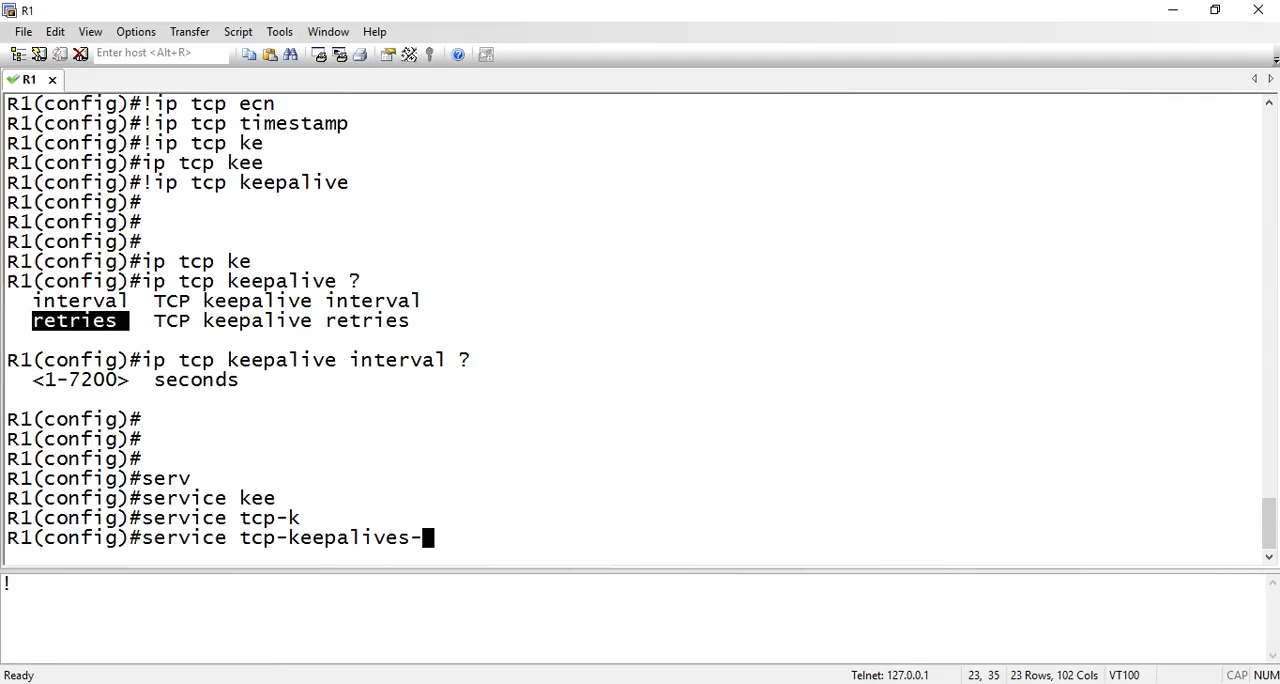 R1
File Edit View Options Transfer Script Tools Window Help
Enter host <Alt+R>
R1
R1(config)#!ip tcp ecn
R1(config)#!ip tcp timestamp
R1(config)#!ip tcp ke
R1(config)#ip tcp kee
R1(config)#!ip tcp keepalive
R1(config)#
R1(config)#
R1(config)#
R1(config)#ip tcp ke
R1(config)#ip tcp keepalive ?
interval TCP keepalive interval
retries TCP keepalive retries
R1(config)#ip tcp keepalive interval ?
<1-7200> seconds
R1(config)#
R1(config)#
R1(config)#
R1(config)#serv
R1(config)#service kee
R1(config)#service tcp-k
R1(config)#service tcp-keepalives-
!
Ready Telnet: 127.0.0.1 23, 35 23 Rows, 102 Cols VT100 CAP NUM